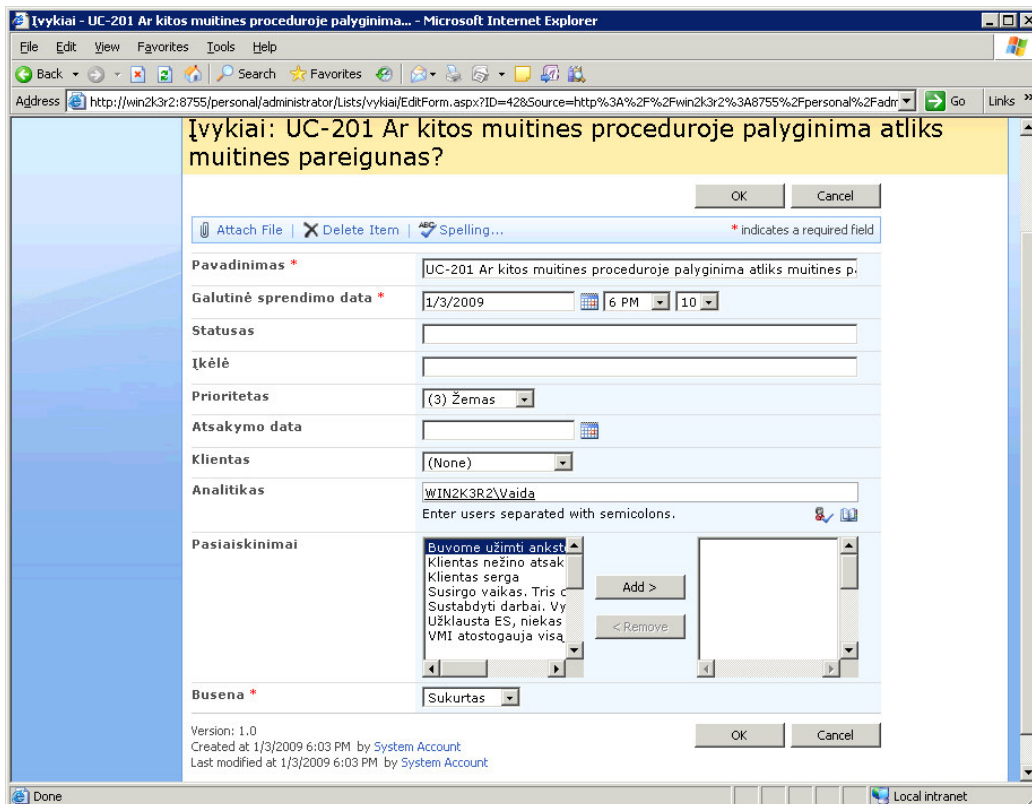 Įvykiai - UC-201 Ar kitos muitines proceduroje palyginima... - Microsoft Internet Explorer
File Edit View Favorites Tools Help
Back Search Favorites
Address http://win2k3r2:8755/personal/administrator/Lists/vykiai/EditForm.aspx?ID=42&Source=http%3A%2F%2Fwin2k3r2%3A8755%2Fpersonal%2Fadm Go Links »
Įvykiai: UC-201 Ar kitos muitines proceduroje palyginima atliks
muitines pareigunas?
OK Cancel
Attach File | Delete Item | ABC Spelling... * indicates a required field
Pavadinimas * UC-201 Ar kitos muitines proceduroje palyginima atliks muitines p
Galutinė sprendimo data * 1/3/2009 6 PM 10
Statusas
Įkėlė
Prioritetas (3) Žemas
Atsakymo data
Klientas (None)
Analitikas WIN2K3R2\Vaida
Enter users separated with semicolons.
Pasiaiskinimai Buvome užimti ankst
Klientas nežino atsak
Klientas serga
Susirgo vaikas. Tris d
Add >
Sustabdyti darbai. Vy
Užklausta ES, niekas
< Remove
VMI atostogauja visą
Busena * Sukurtas
Version: 1.0
Created at 1/3/2009 6:03 PM by System Account
Last modified at 1/3/2009 6:03 PM by System Account
OK Cancel
Done Local intranet